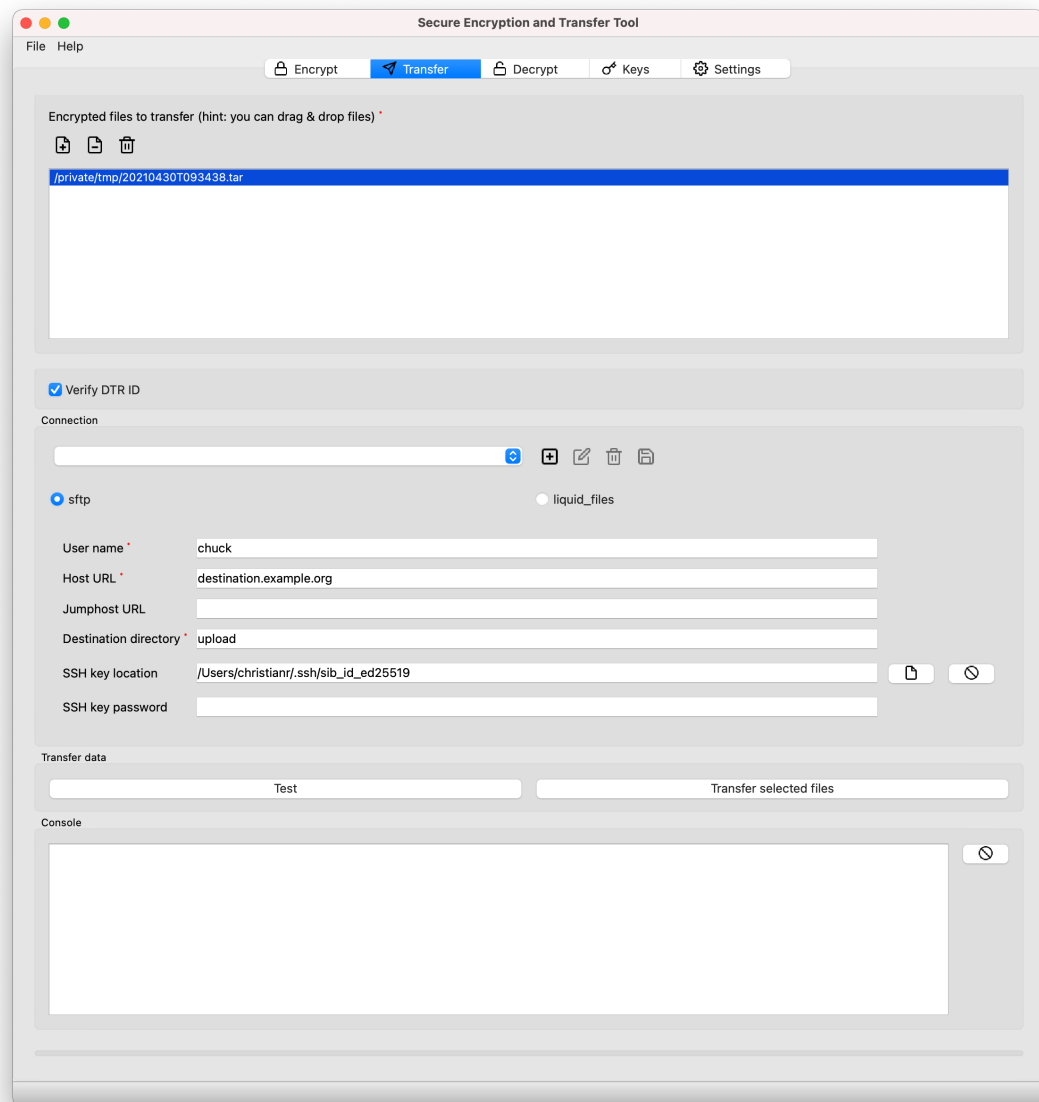 Secure Encryption and Transfer Tool
File Help
Encrypt Transfer Decrypt Keys Settings
Encrypted files to transfer (hint: you can drag & drop files) *
/private/tmp/20210430T093438.tar
Verify DTR ID
Connection
sftp liquid_files
User name * chuck
Host URL * destination.example.org
Jumphost URL
Destination directory * upload
SSH key location /Users/christianr/.ssh/sib_id_ed25519
SSH key password
Transfer data
Test Transfer selected files
Console